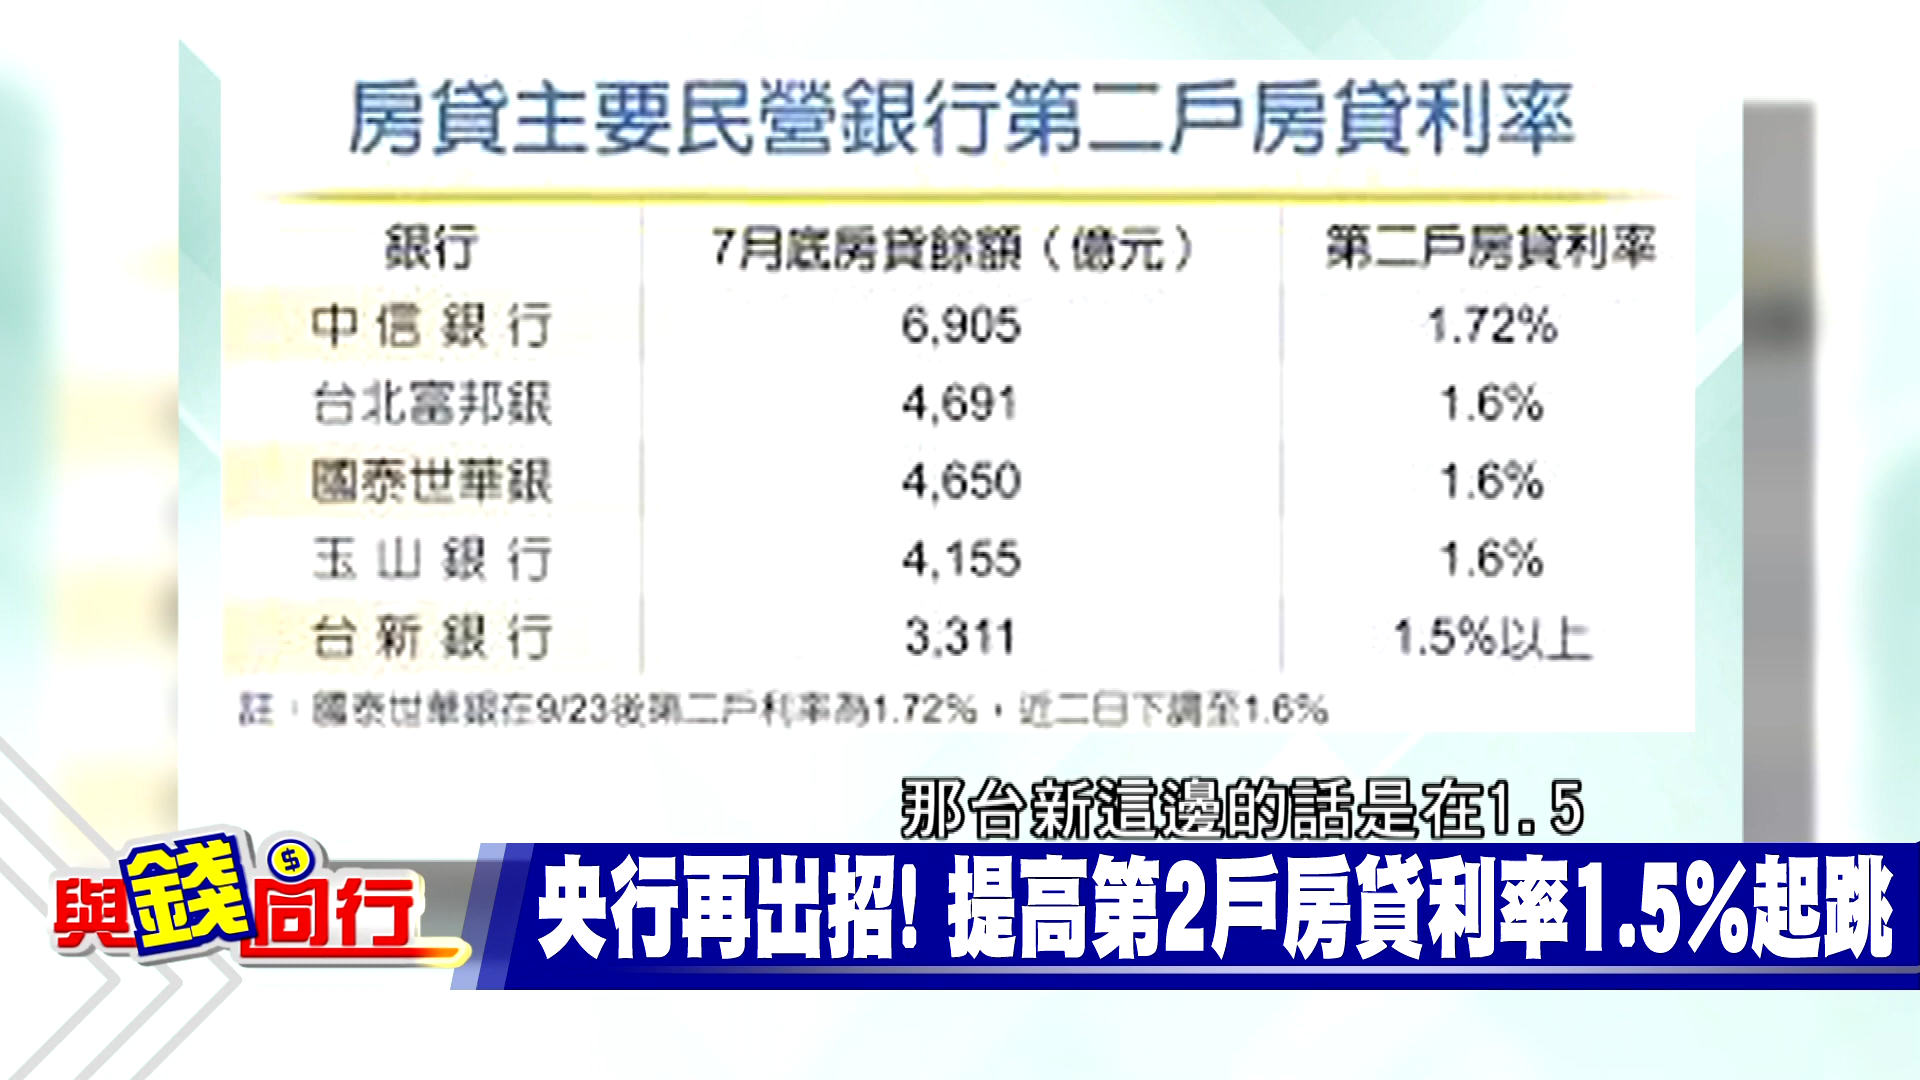 房貸主要民營銀行第二戶房貸利率
銀行 7月底房貸餘額（億元） 第二戶房貸利率
中信銀行 6,905 1.72%
台北富邦銀 4,691 1.6%
國泰世華銀 4,650 1.6%
玉山銀行 4,155 1.6%
台新銀行 3,311 1.5%以上
註：國泰世華銀在9/23後第二戶利率為1.72%，近二日下調至1.6%
那台新這邊的話是在1.5
與錢同行
央行再出招! 提高第2戶房貸利率1.5%起跳